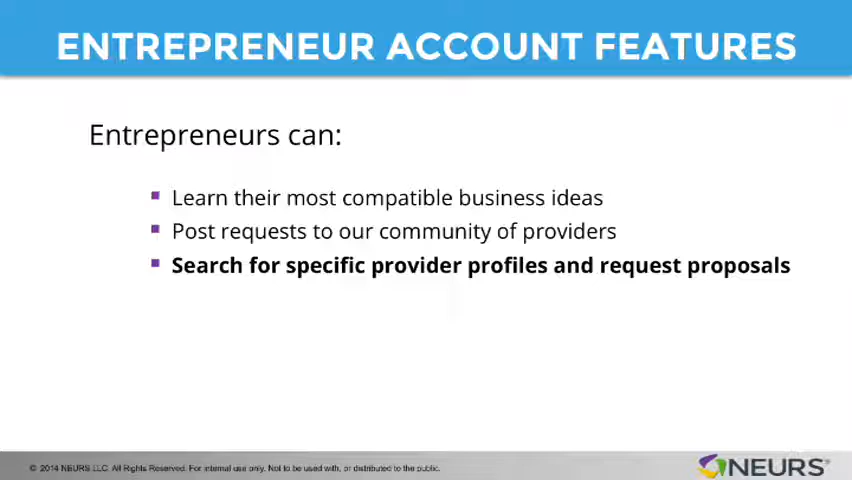 ENTREPRENEUR ACCOUNT FEATURES
Entrepreneurs can:
▪ Learn their most compatible business ideas
▪ Post requests to our community of providers
▪ Search for specific provider profiles and request proposals
© 2014 NEURS LLC. All Rights Reserved. For internal use only. Not to be used with, or distributed to the public.
NEURS®